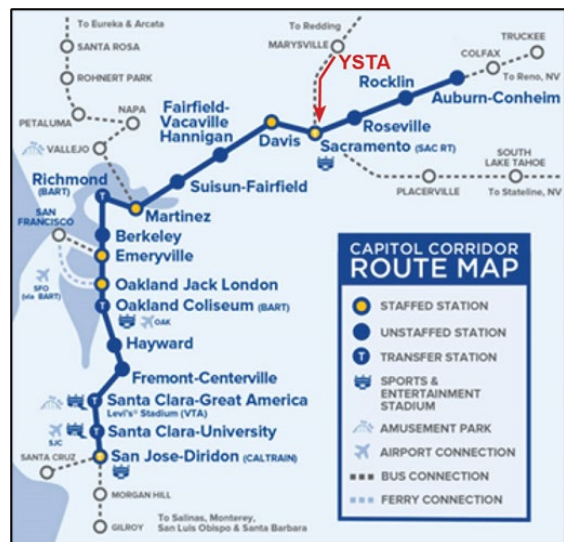 To Eureka & Arcata
SANTA ROSA
ROHNERT PARK
PETALUMA
NAPA
VALLEJO
To Redding
MARYSVILLE
YSTA
TRUCKEE
COLFAX
To Reno, NV
Rocklin
Auburn-Conheim
Roseville
Fairfield-
Vacaville
Hannigan
Davis
Sacramento (SAC RT)
SOUTH
LAKE TAHOE
PLACERVILLE
To Stateline, NV
Suisun-Fairfield
Richmond
(BART)
Martinez
SAN
FRANCISCO
Berkeley
Emeryville
SFO
(via BART)
Oakland Jack London
T Oakland Coliseum (BART)
OAK
Hayward
Fremont-Centerville
T Santa Clara-Great America
Levi's® Stadium (VTA)
T Santa Clara-University
SJC
SANTA CRUZ
San Jose-Diridon (CALTRAIN)
MORGAN HILL
GILROY
To Salinas, Monterey,
San Luis Obispo & Santa Barbara
CAPITOL CORRIDOR
ROUTE MAP
STAFFED STATION
UNSTAFFED STATION
T TRANSFER STATION
SPORTS &
ENTERTAINMENT
STADIUM
AMUSEMENT PARK
AIRPORT CONNECTION
BUS CONNECTION
FERRY CONNECTION